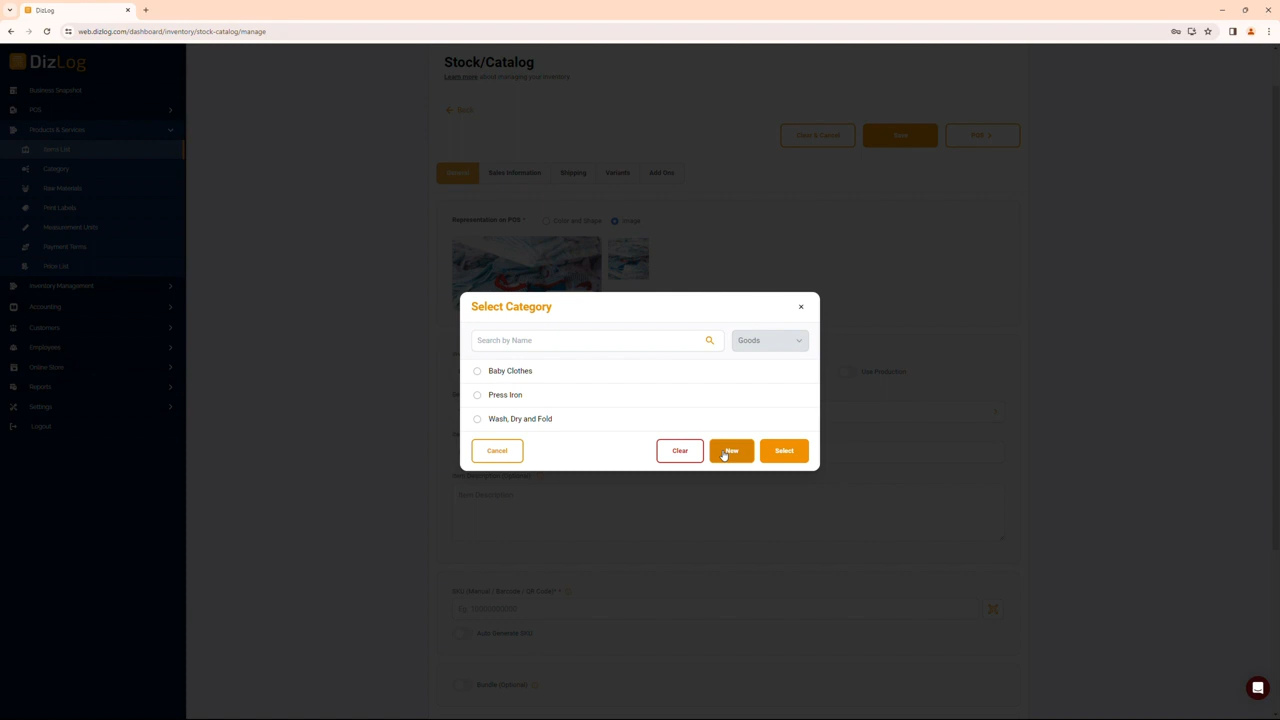 DizLog
web.dizlog.com/dashboard/inventory/stock-catalog/manage
DizLog
Business Snapshot
POS
Products & Services
Item List
Category
Raw Materials
Print Labels
Measurement Units
Payment Terms
Price List
Inventory Management
Accounting
Customers
Employees
Online Store
Reports
Settings
Logout
Stock/Catalog
Learn more about managing your inventory
Back
Clear & Cancel
Save
POS
General
Sales Information
Shipping
Variants
Add Ons
Representation on POS *
Color and Shape
Image
Select Category
×
Search by Name
Goods
Baby Clothes
Press Iron
Wash, Dry and Fold
Cancel
Clear
New
Select
Use Production
Item Description (Optional)
Item Description
SKU (Manual / Barcode / QR Code)* *
Eg: 00000000000
Auto Generate SKU
Bundle (Optional)